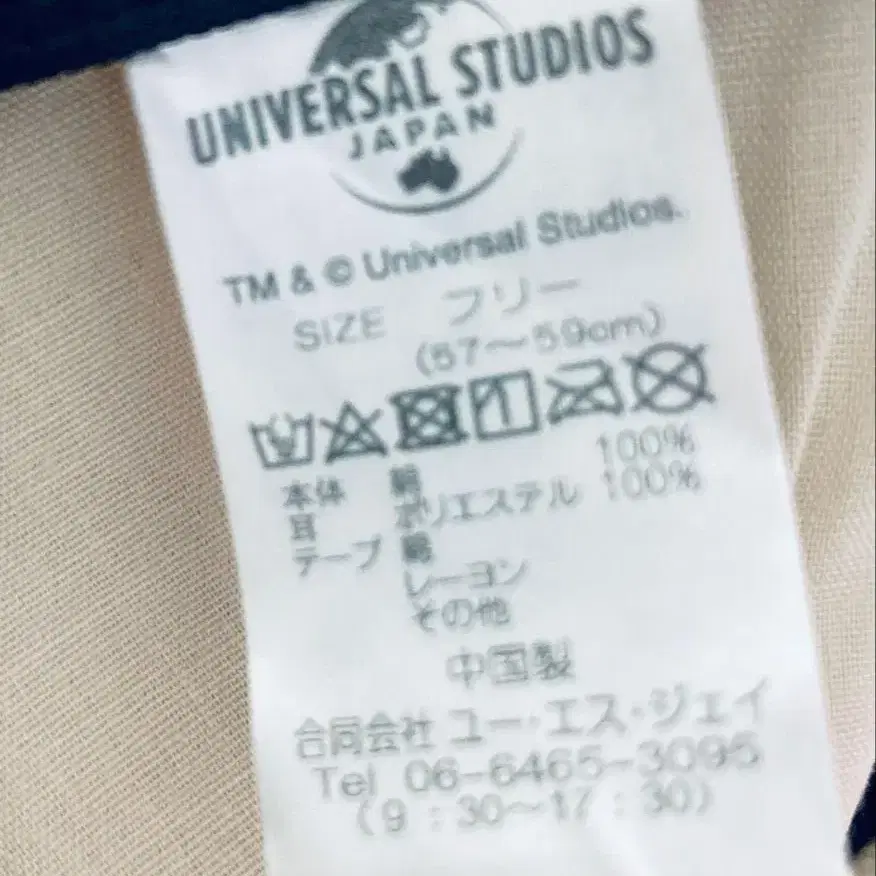 UNIVERSAL STUDIOS
JAPAN
TM & © Universal Studios.
SIZE フリー
(57〜59cm)
本体 綿 100%
耳 ポリエステル 100%
テープ 綿
レーヨン
その他
中国製
合同会社 ユー・エス・ジェイ
Tel 06-6465-3095
(9:30〜17:30)